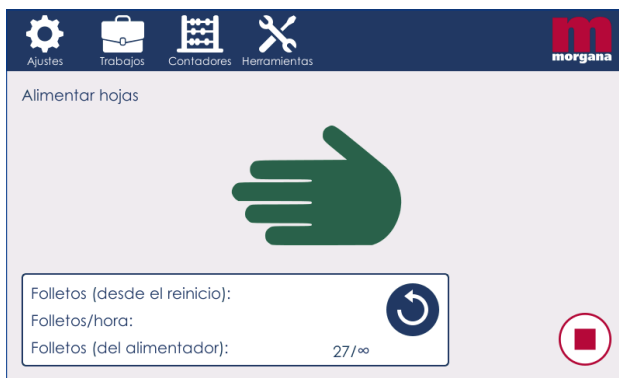 Ajustes Trabajos Contadores Herramientas
morgana
Alimentar hojas
Folletos (desde el reinicio):
Folletos/hora:
Folletos (del alimentador): 27/∞